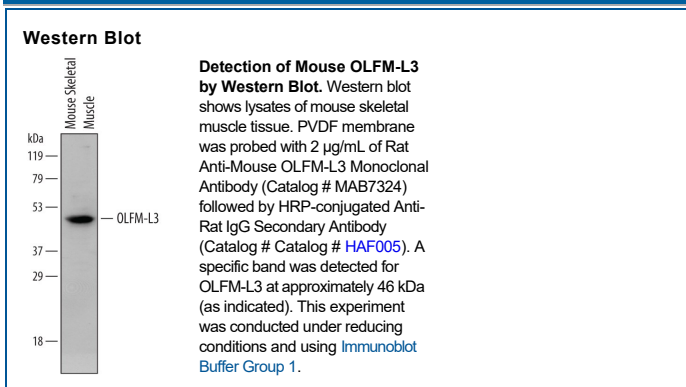 Western Blot
Mouse Skeletal
Muscle
kDa
119
79
53
OLFM-L3
37
29
18
Detection of Mouse OLFM-L3
by Western Blot. Western blot
shows lysates of mouse skeletal
muscle tissue. PVDF membrane
was probed with 2 µg/mL of Rat
Anti-Mouse OLFM-L3 Monoclonal
Antibody (Catalog # MAB7324)
followed by HRP-conjugated Anti-
Rat IgG Secondary Antibody
(Catalog # Catalog # HAF005). A
specific band was detected for
OLFM-L3 at approximately 46 kDa
(as indicated). This experiment
was conducted under reducing
conditions and using Immunoblot
Buffer Group 1.